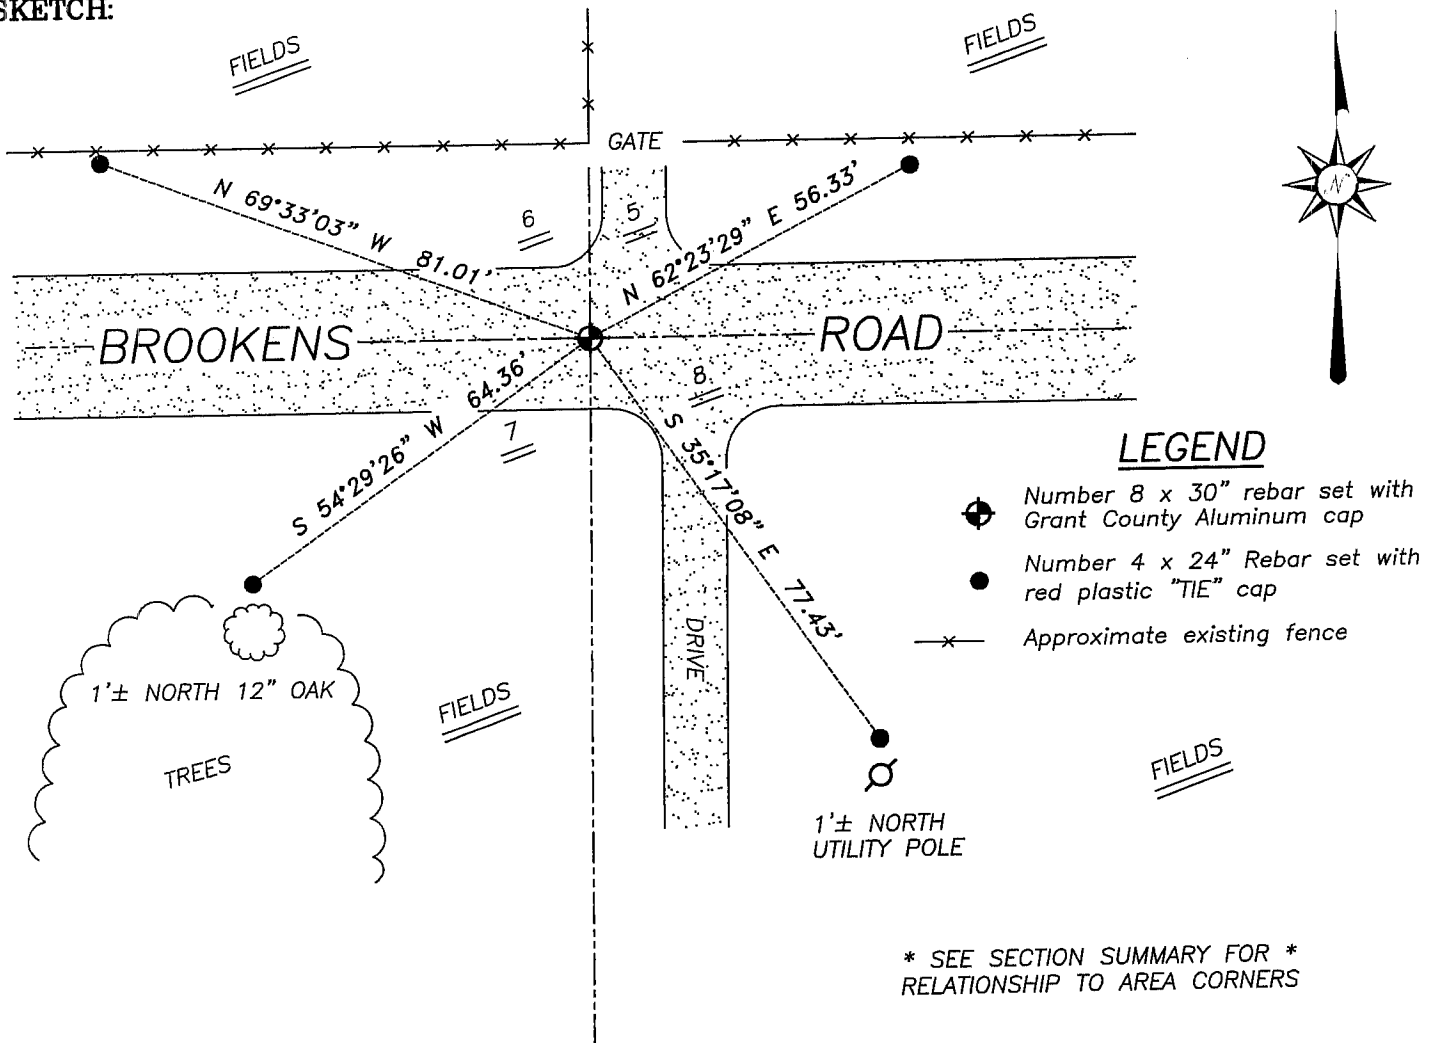 SKETCH:
FIELDS
FIELDS
GATE
N 69°33'03" W 81.01'
6
5
N 62°23'29" E 56.33'
N
BROOKENS ROAD
S 54°29'26" W 64.36'
7
8
S 35°17'08" E 77.43'
LEGEND
Number 8 x 30" rebar set with
Grant County Aluminum cap
Number 4 x 24" Rebar set with
red plastic "TIE" cap
Approximate existing fence
DRIVE
1'± NORTH 12" OAK
FIELDS
TREES
FIELDS
1'± NORTH
UTILITY POLE
* SEE SECTION SUMMARY FOR *
RELATIONSHIP TO AREA CORNERS